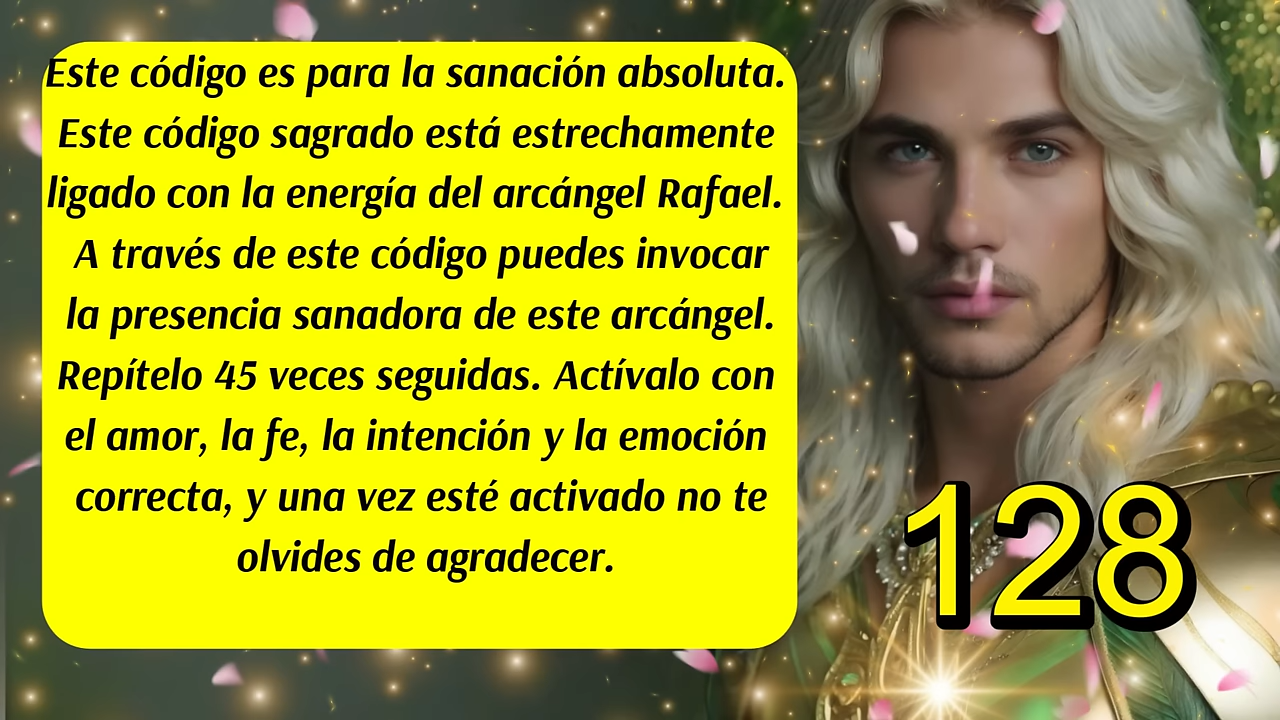 Este código es para la sanación absoluta.
Este código sagrado está estrechamente
ligado con la energía del arcángel Rafael.
A través de este código puedes invocar
la presencia sanadora de este arcángel.
Repítelo 45 veces seguidas. Actívalo con
el amor, la fe, la intención y la emoción
correcta, y una vez esté activado no te
olvides de agradecer.
128